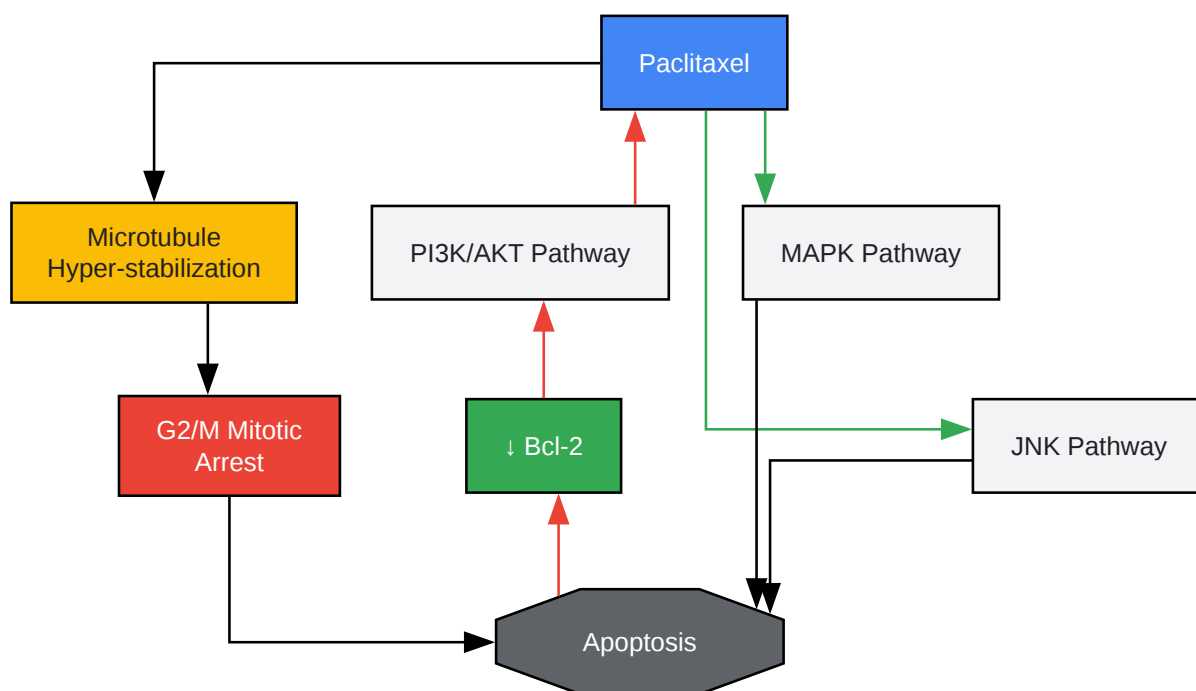 Paclitaxel
Microtubule
Hyper-stabilization
PI3K/AKT Pathway
MAPK Pathway
G2/M Mitotic
Arrest
↓ Bcl-2
JNK Pathway
Apoptosis